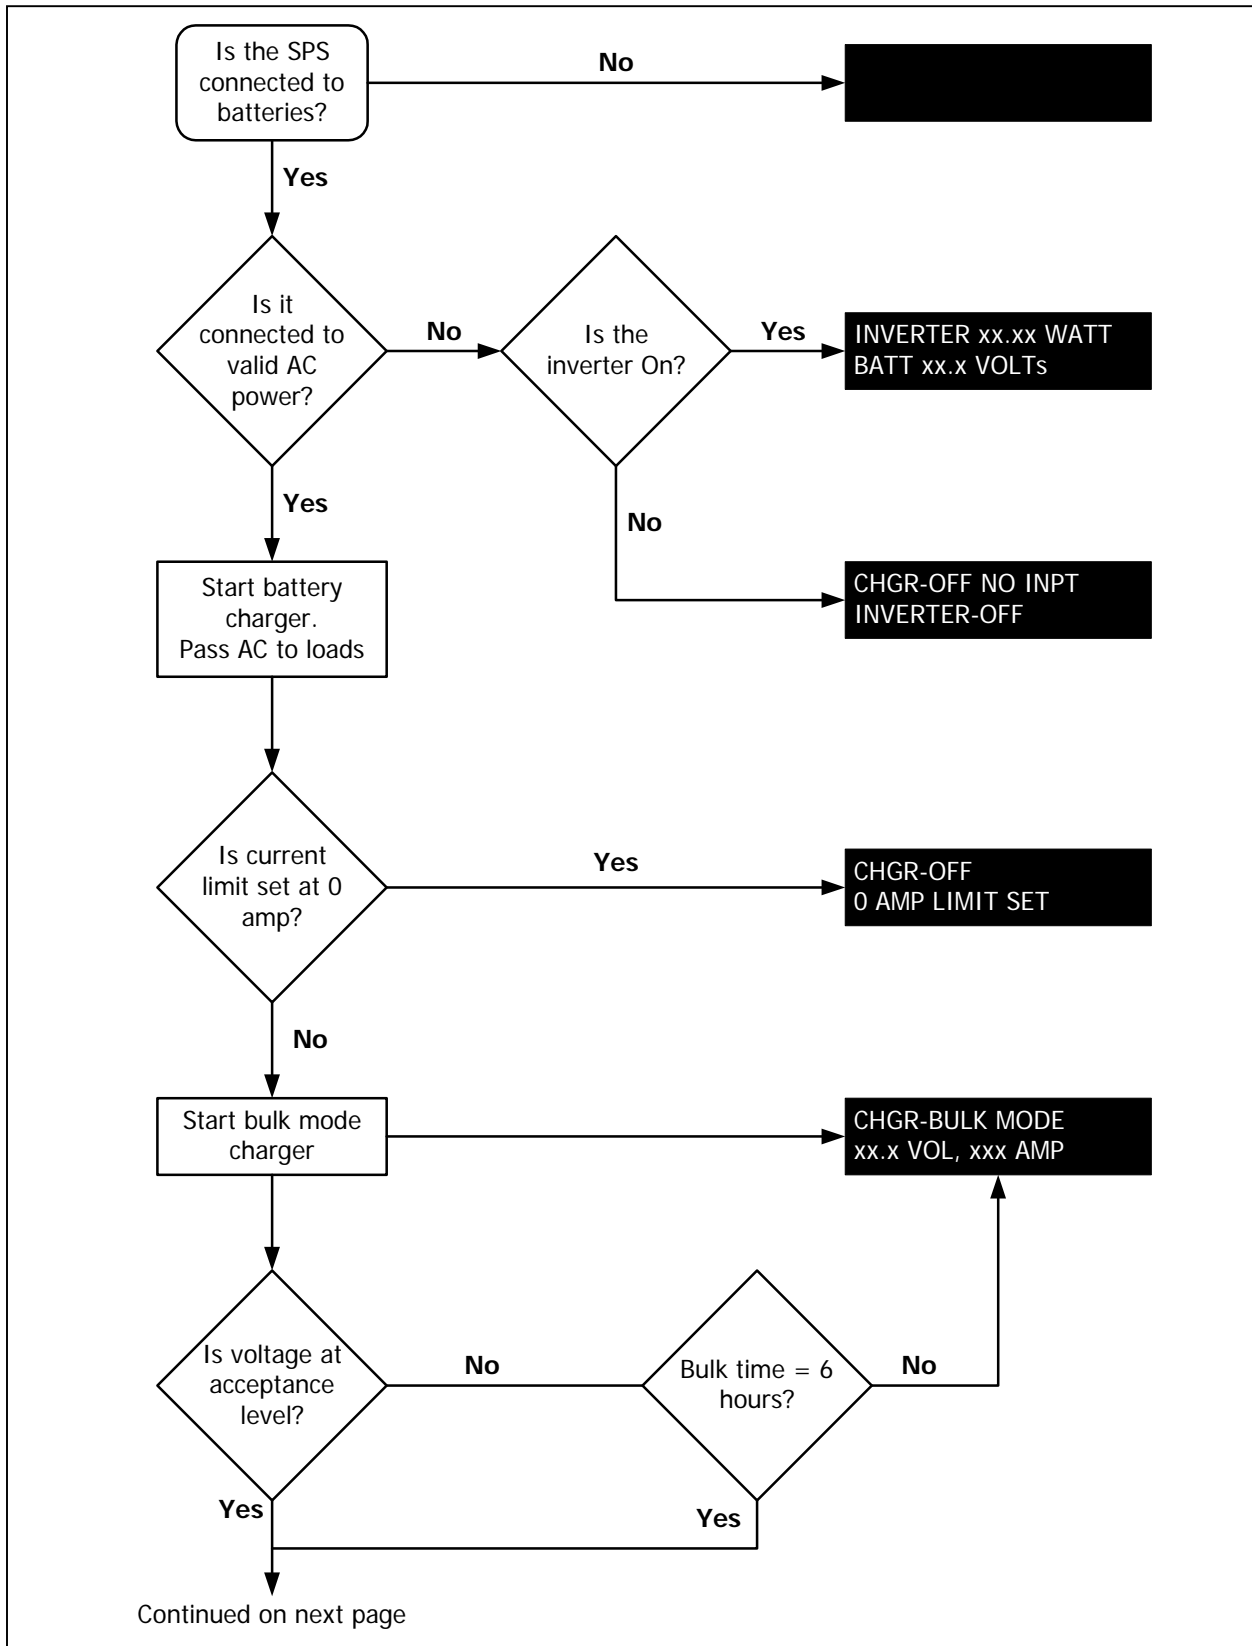 Is the SPS
connected to
batteries?
No
Yes
Is it
connected to
valid AC
power?
No
Is the
inverter On?
Yes
INVERTER xx.xx WATT
BATT xx.x VOLTs
Yes
No
Start battery
charger.
Pass AC to loads
CHGR-OFF NO INPT
INVERTER-OFF
Is current
limit set at 0
amp?
Yes
CHGR-OFF
0 AMP LIMIT SET
No
Start bulk mode
charger
CHGR-BULK MODE
xx.x VOL, xxx AMP
Is voltage at
acceptance
level?
No
Bulk time = 6
hours?
No
Yes
Yes
Continued on next page